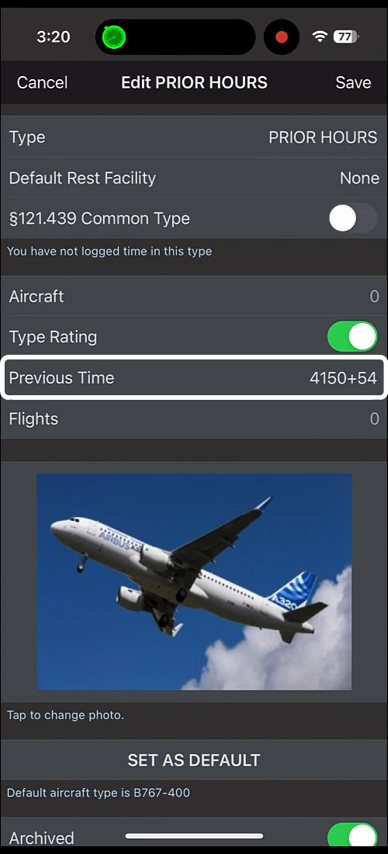 3:20
77
Cancel Edit PRIOR HOURS Save
Type PRIOR HOURS
Default Rest Facility None
§121.439 Common Type
You have not logged time in this type
Aircraft 0
Type Rating
Previous Time 4150+54
Flights 0
AIRBUS
A320
Tap to change photo.
SET AS DEFAULT
Default aircraft type is B767-400
Archived